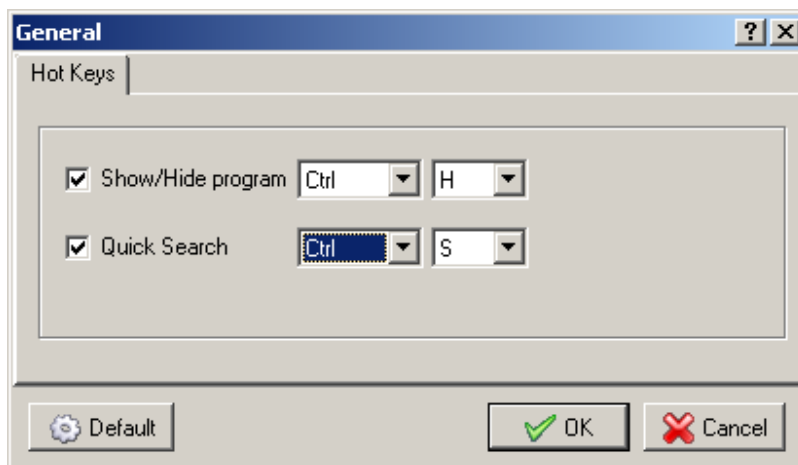 General
Hot Keys
Show/Hide program Ctrl H
Quick Search Ctrl S
Default OK Cancel